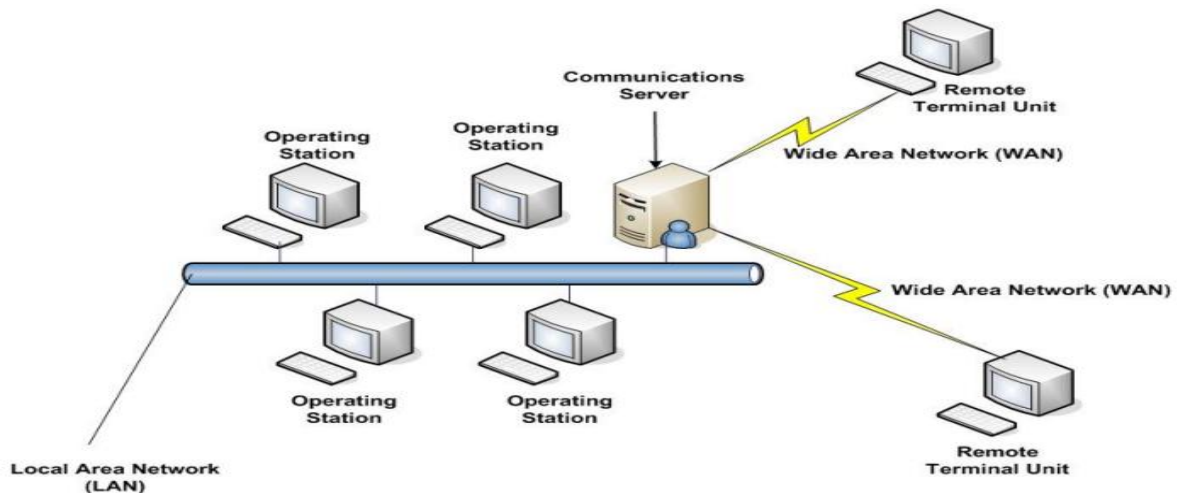 Communications
Server
Remote
Terminal Unit
Operating
Station
Operating
Station
Wide Area Network (WAN)
Wide Area Network (WAN)
Operating
Station
Operating
Station
Local Area Network
(LAN)
Remote
Terminal Unit